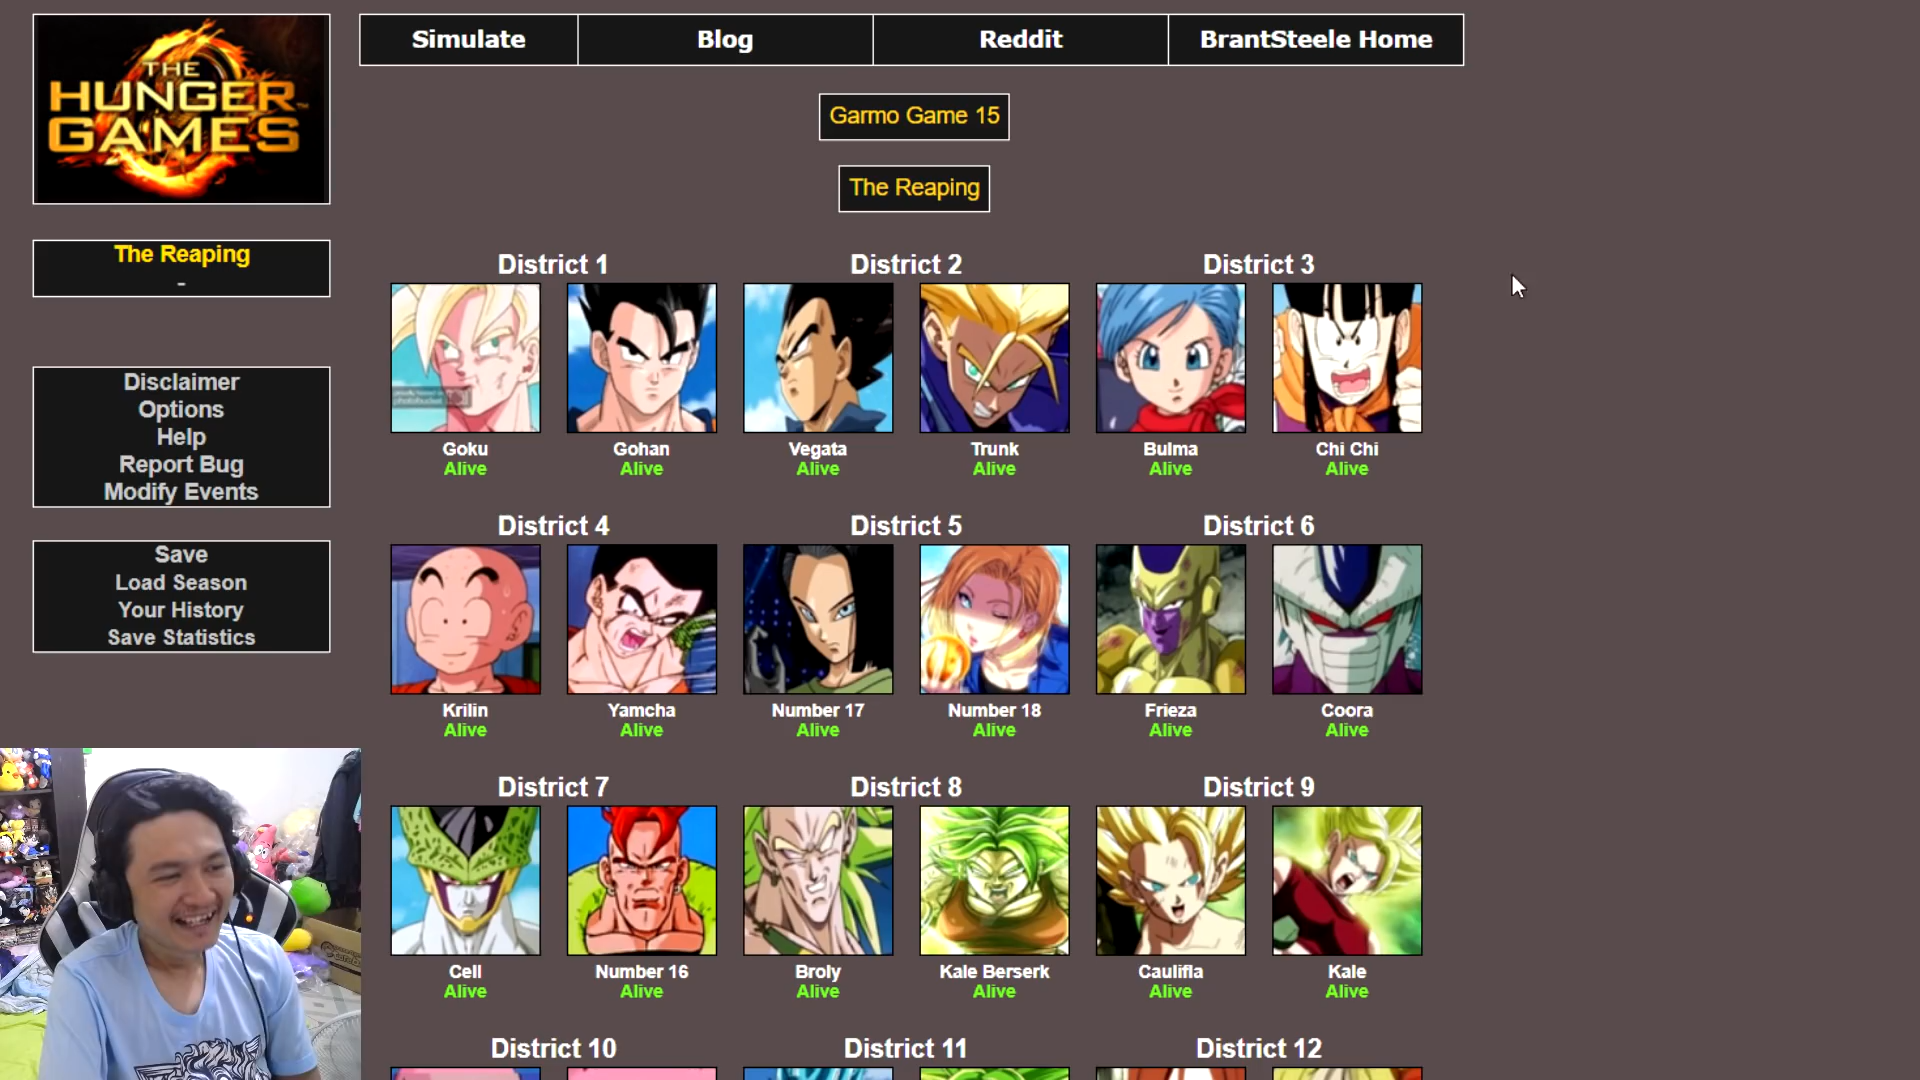 THE
HUNGER
GAMES
Simulate
Blog
Reddit
BrantSteele Home
Garmo Game 15
The Reaping
The Reaping
-
Disclaimer
Options
Help
Report Bug
Modify Events
Save
Load Season
Your History
Save Statistics
District 1
District 2
District 3
Goku
Gohan
Vegata
Trunk
Bulma
Chi Chi
Alive
Alive
Alive
Alive
Alive
Alive
District 4
District 5
District 6
Krilin
Yamcha
Number 17
Number 18
Frieza
Coora
Alive
Alive
Alive
Alive
Alive
Alive
District 7
District 8
District 9
Cell
Number 16
Broly
Kale Berserk
Caulifla
Kale
Alive
Alive
Alive
Alive
Alive
Alive
District 10
District 11
District 12